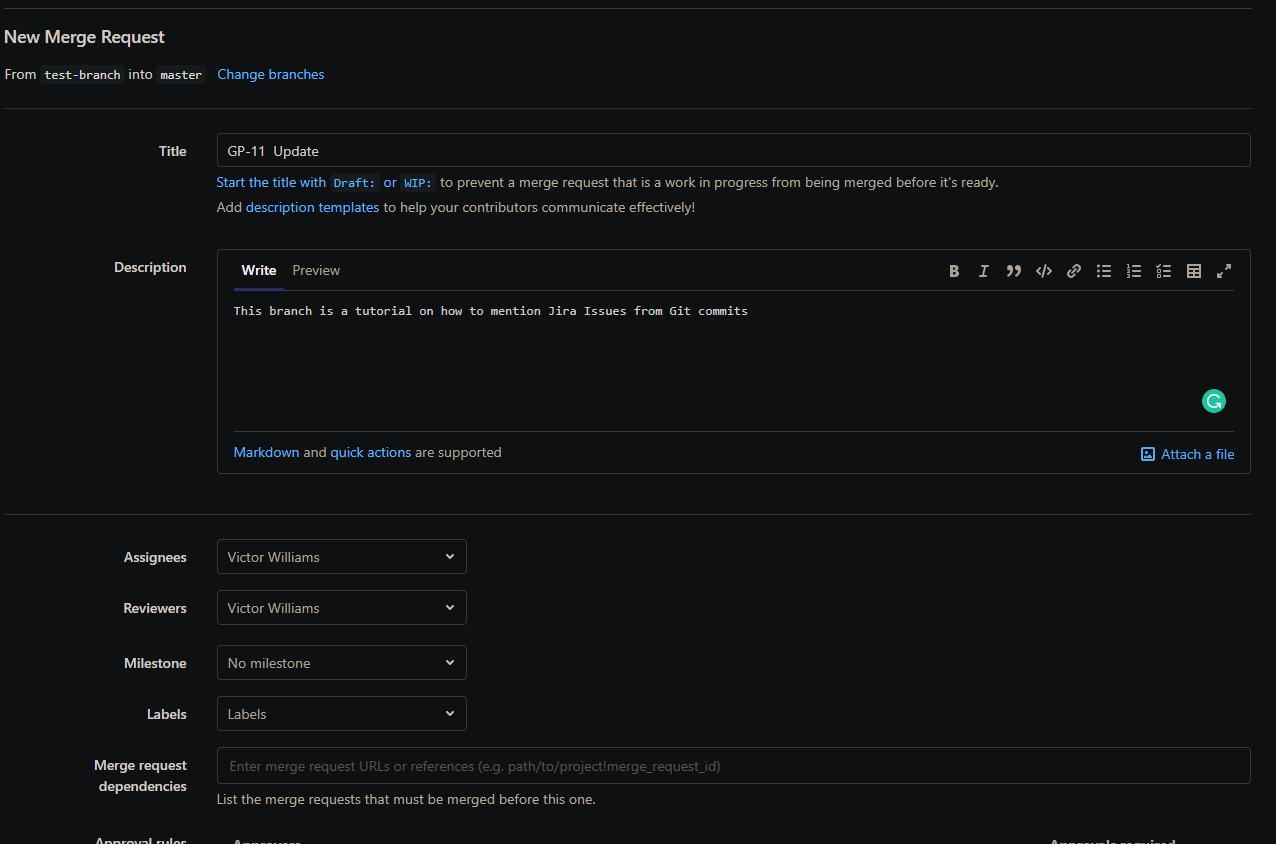 New Merge Request
From test-branch into master Change branches
Title
GP-11  Update
Start the title with Draft: or WIP: to prevent a merge request that is a work in progress from being merged before it's ready.
Add description templates to help your contributors communicate effectively!
Description
Write Preview
This branch is a tutorial on how to mention Jira Issues from Git commits
Markdown and quick actions are supported
Attach a file
Assignees
Victor Williams
Reviewers
Victor Williams
Milestone
No milestone
Labels
Labels
Merge request
dependencies
Enter merge request URLs or references (e.g. path/to/project!merge_request_id)
List the merge requests that must be merged before this one.
Approval rules Approvers Approvals required